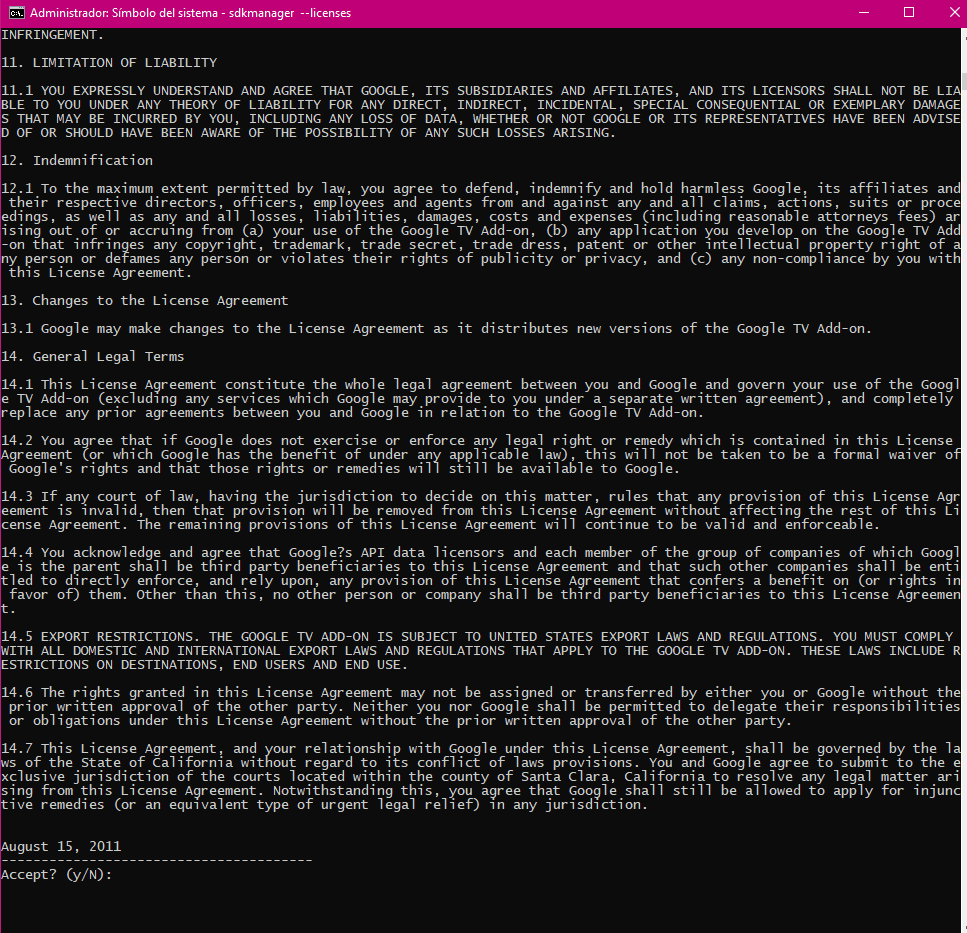 Administrador: Símbolo del sistema - sdkmanager --licenses
INFRINGEMENT.
11. LIMITATION OF LIABILITY
11.1 YOU EXPRESSLY UNDERSTAND AND AGREE THAT GOOGLE, ITS SUBSIDIARIES AND AFFILIATES, AND ITS LICENSORS SHALL NOT BE LIA
BLE TO YOU UNDER ANY THEORY OF LIABILITY FOR ANY DIRECT, INDIRECT, INCIDENTAL, SPECIAL CONSEQUENTIAL OR EXEMPLARY DAMAGE
S THAT MAY BE INCURRED BY YOU, INCLUDING ANY LOSS OF DATA, WHETHER OR NOT GOOGLE OR ITS REPRESENTATIVES HAVE BEEN ADVISE
D OF OR SHOULD HAVE BEEN AWARE OF THE POSSIBILITY OF ANY SUCH LOSSES ARISING.
12. Indemnification
12.1 To the maximum extent permitted by law, you agree to defend, indemnify and hold harmless Google, its affiliates and
their respective directors, officers, employees and agents from and against any and all claims, actions, suits or proce
edings, as well as any and all losses, liabilities, damages, costs and expenses (including reasonable attorneys fees) ar
ising out of or accruing from (a) your use of the Google TV Add-on, (b) any application you develop on the Google TV Add
-on that infringes any copyright, trademark, trade secret, trade dress, patent or other intellectual property right of a
ny person or defames any person or violates their rights of publicity or privacy, and (c) any non-compliance by you with
this License Agreement.
13. Changes to the License Agreement
13.1 Google may make changes to the License Agreement as it distributes new versions of the Google TV Add-on.
14. General Legal Terms
14.1 This License Agreement constitute the whole legal agreement between you and Google and govern your use of the Googl
e TV Add-on (excluding any services which Google may provide to you under a separate written agreement), and completely
replace any prior agreements between you and Google in relation to the Google TV Add-on.
14.2 You agree that if Google does not exercise or enforce any legal right or remedy which is contained in this License
Agreement (or which Google has the benefit of under any applicable law), this will not be taken to be a formal waiver of
Google's rights and that those rights or remedies will still be available to Google.
14.3 If any court of law, having the jurisdiction to decide on this matter, rules that any provision of this License Agr
eement is invalid, then that provision will be removed from this License Agreement without affecting the rest of this Li
cense Agreement. The remaining provisions of this License Agreement will continue to be valid and enforceable.
14.4 You acknowledge and agree that Google?s API data licensors and each member of the group of companies of which Googl
e is the parent shall be third party beneficiaries to this License Agreement and that such other companies shall be enti
tled to directly enforce, and rely upon, any provision of this License Agreement that confers a benefit on (or rights in
favor of) them. Other than this, no other person or company shall be third party beneficiaries to this License Agreemen
t.
14.5 EXPORT RESTRICTIONS. THE GOOGLE TV ADD-ON IS SUBJECT TO UNITED STATES EXPORT LAWS AND REGULATIONS. YOU MUST COMPLY
WITH ALL DOMESTIC AND INTERNATIONAL EXPORT LAWS AND REGULATIONS THAT APPLY TO THE GOOGLE TV ADD-ON. THESE LAWS INCLUDE R
ESTRICTIONS ON DESTINATIONS, END USERS AND END USE.
14.6 The rights granted in this License Agreement may not be assigned or transferred by either you or Google without the
prior written approval of the other party. Neither you nor Google shall be permitted to delegate their responsibilities
or obligations under this License Agreement without the prior written approval of the other party.
14.7 This License Agreement, and your relationship with Google under this License Agreement, shall be governed by the la
ws of the State of California without regard to its conflict of laws provisions. You and Google agree to submit to the e
xclusive jurisdiction of the courts located within the county of Santa Clara, California to resolve any legal matter ari
sing from this License Agreement. Notwithstanding this, you agree that Google shall still be allowed to apply for injunc
tive remedies (or an equivalent type of urgent legal relief) in any jurisdiction.
August 15, 2011
---------------------------------------
Accept? (y/N):